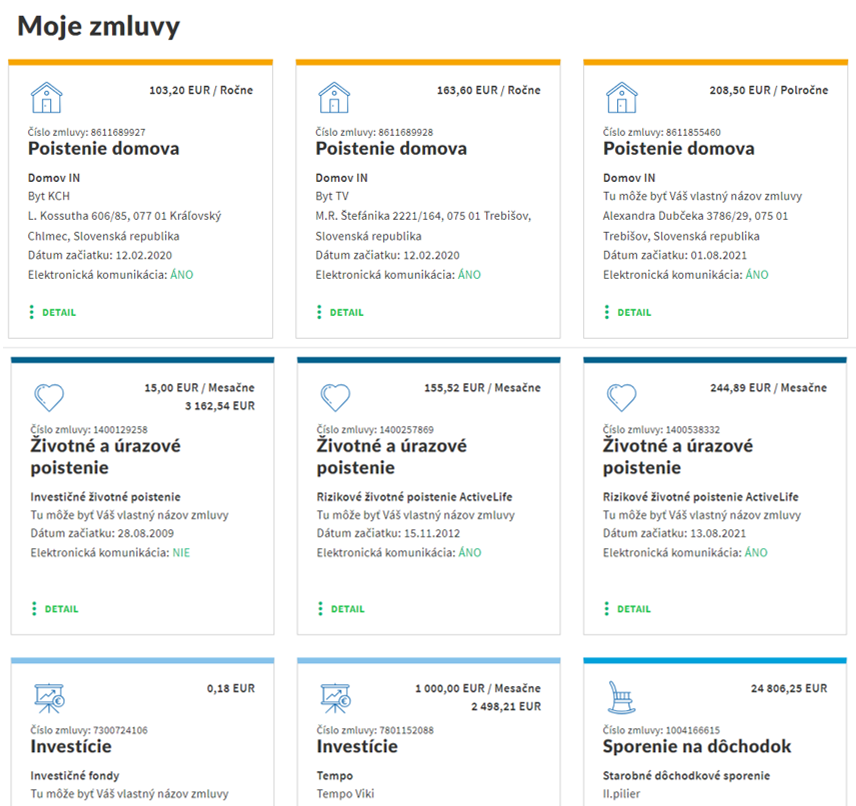 Moje zmluvy
103,20 EUR / Ročne
Číslo zmluvy: 8611689927
Poistenie domova
Domov IN
Byt KCH
L. Kossutha 606/85, 077 01 Kráľovský
Chlmec, Slovenská republika
Dátum začiatku: 12.02.2020
Elektronická komunikácia: ÁNO
DETAIL
163,60 EUR / Ročne
Číslo zmluvy: 8611689928
Poistenie domova
Domov IN
Byt TV
M.R. Štefánika 2221/164, 075 01 Trebišov,
Slovenská republika
Dátum začiatku: 12.02.2020
Elektronická komunikácia: ÁNO
DETAIL
208,50 EUR / Polročne
Číslo zmluvy: 8611855460
Poistenie domova
Domov IN
Tu môže byť Váš vlastný názov zmluvy
Alexandra Dubčeka 3786/29, 075 01
Trebišov, Slovenská republika
Dátum začiatku: 01.08.2021
Elektronická komunikácia: ÁNO
DETAIL
15,00 EUR / Mesačne
3 162,54 EUR
Číslo zmluvy: 1400129258
Životné a úrazové
poistenie
Investičné životné poistenie
Tu môže byť Váš vlastný názov zmluvy
Dátum začiatku: 28.08.2009
Elektronická komunikácia: NIE
DETAIL
155,52 EUR / Mesačne
Číslo zmluvy: 1400257869
Životné a úrazové
poistenie
Rizikové životné poistenie ActiveLife
Tu môže byť Váš vlastný názov zmluvy
Dátum začiatku: 15.11.2012
Elektronická komunikácia: ÁNO
DETAIL
244,89 EUR / Mesačne
Číslo zmluvy: 1400538332
Životné a úrazové
poistenie
Rizikové životné poistenie ActiveLife
Tu môže byť Váš vlastný názov zmluvy
Dátum začiatku: 13.08.2021
Elektronická komunikácia: ÁNO
DETAIL
0,18 EUR
Číslo zmluvy: 7300724106
Investície
Investičné fondy
Tu môže byť Váš vlastný názov zmluvy
1 000,00 EUR / Mesačne
2 498,21 EUR
Číslo zmluvy: 7801152088
Investície
Tempo
Tempo Viki
24 806,25 EUR
Číslo zmluvy: 1004166615
Sporenie na dôchodok
Starobné dôchodkové sporenie
II.pilier